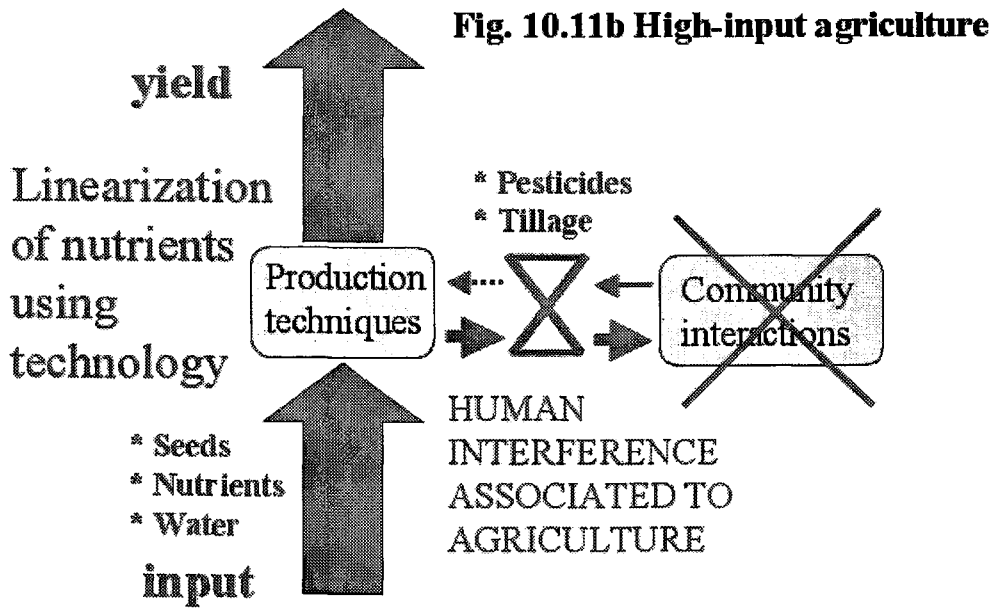 Fig. 10.11b High-input agriculture
yield
Linearization
of nutrients
using
technology
* Pesticides
* Tillage
Production
techniques
Community
interactions
* Seeds
* Nutrients
* Water
input
HUMAN
INTERFERENCE
ASSOCIATED TO
AGRICULTURE